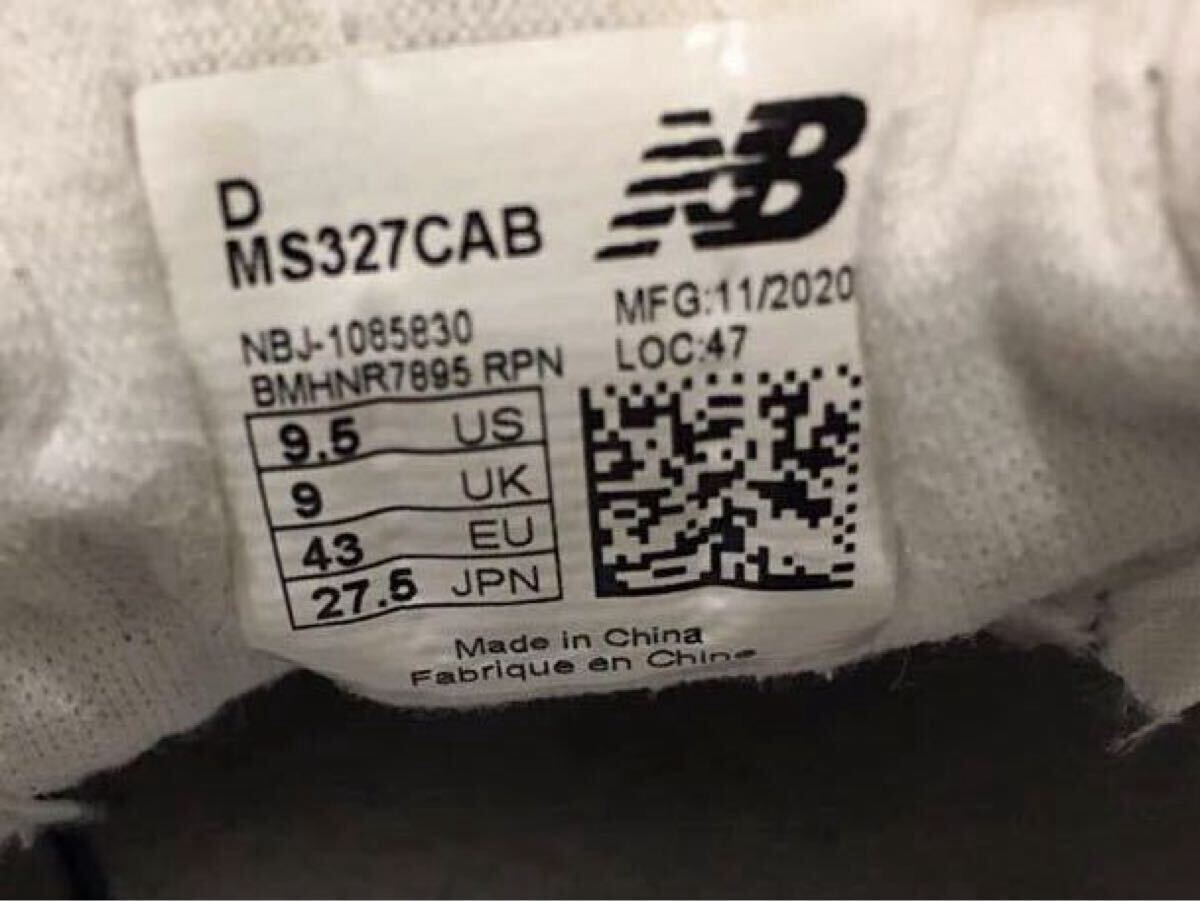 D
MS327CAB
NB
NBJ-1085830
BMHNR7895 RPN
MFG:11/2020
LOC:47
9.5 US
9 UK
43 EU
27.5 JPN
Made in China
Fabrique en Chine